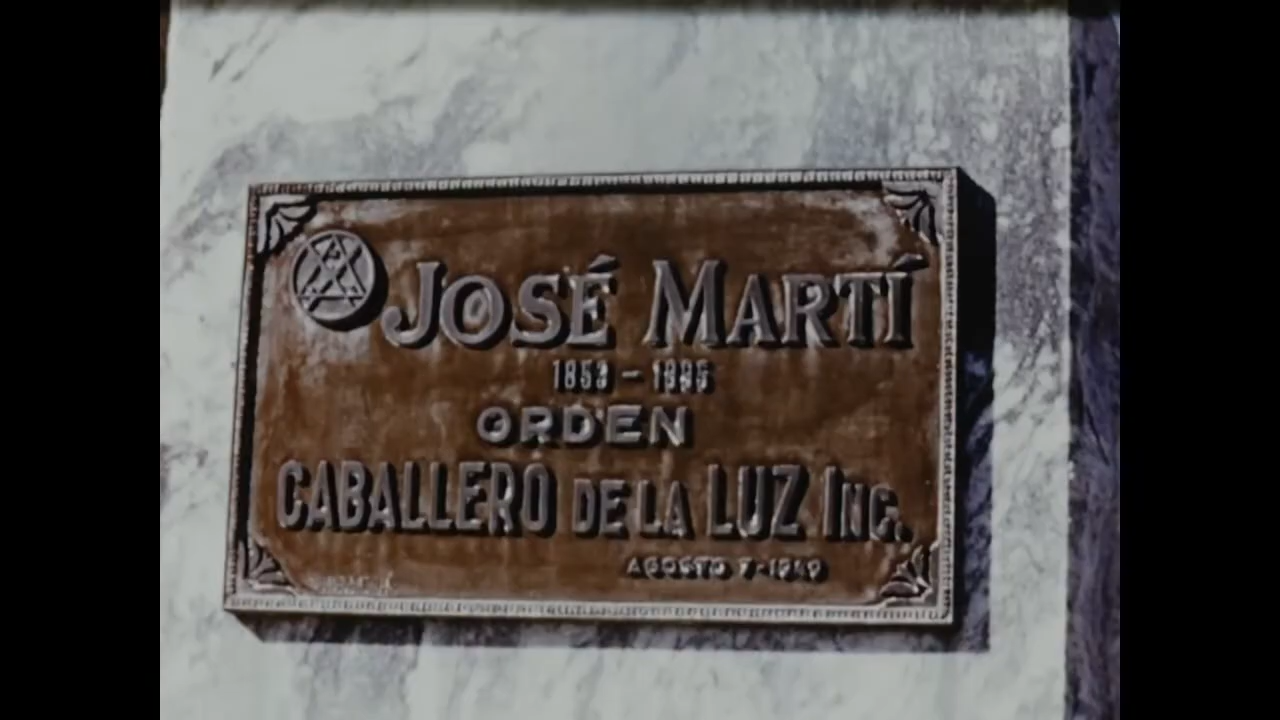 JOSÉ MARTÍ
1853 - 1895
ORDEN
CABALLERO DE LA LUZ INC.
AGOSTO 7-1949